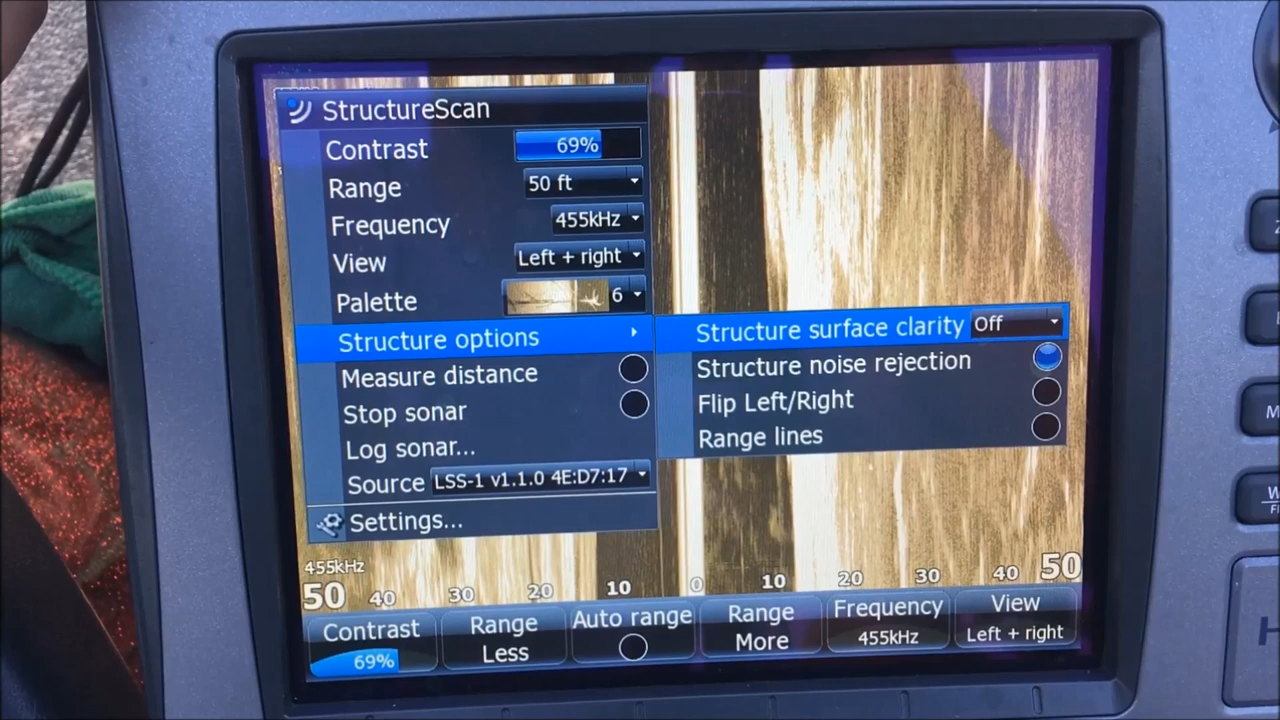 StructureScan
Contrast 69%
Range 50 ft
Frequency 455kHz
View Left + right
Palette 6
Structure options
Measure distance
Stop sonar
Log sonar...
Source LSS-1 v1.1.0 4E:D7:17
Settings...
Structure surface clarity Off
Structure noise rejection
Flip Left/Right
Range lines
455kHz
50 40 30 20 10 0 10 20 30 40 50
Contrast 69%
Range Less
Auto range
Range More
Frequency 455kHz
View Left + right